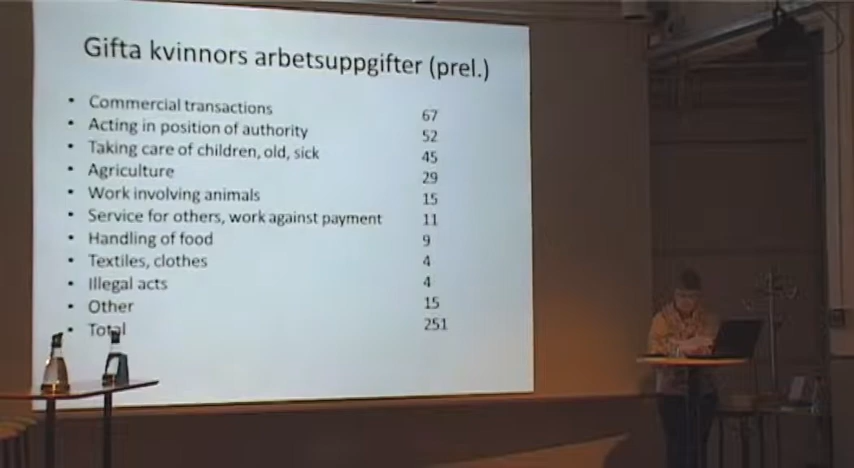 Gifta kvinnors arbetsuppgifter (prel.)
• Commercial transactions 67
• Acting in position of authority 52
• Taking care of children, old, sick 45
• Agriculture 29
• Work involving animals 15
• Service for others, work against payment 11
• Handling of food 9
• Textiles, clothes 4
• Illegal acts 4
• Other 15
• Total 251